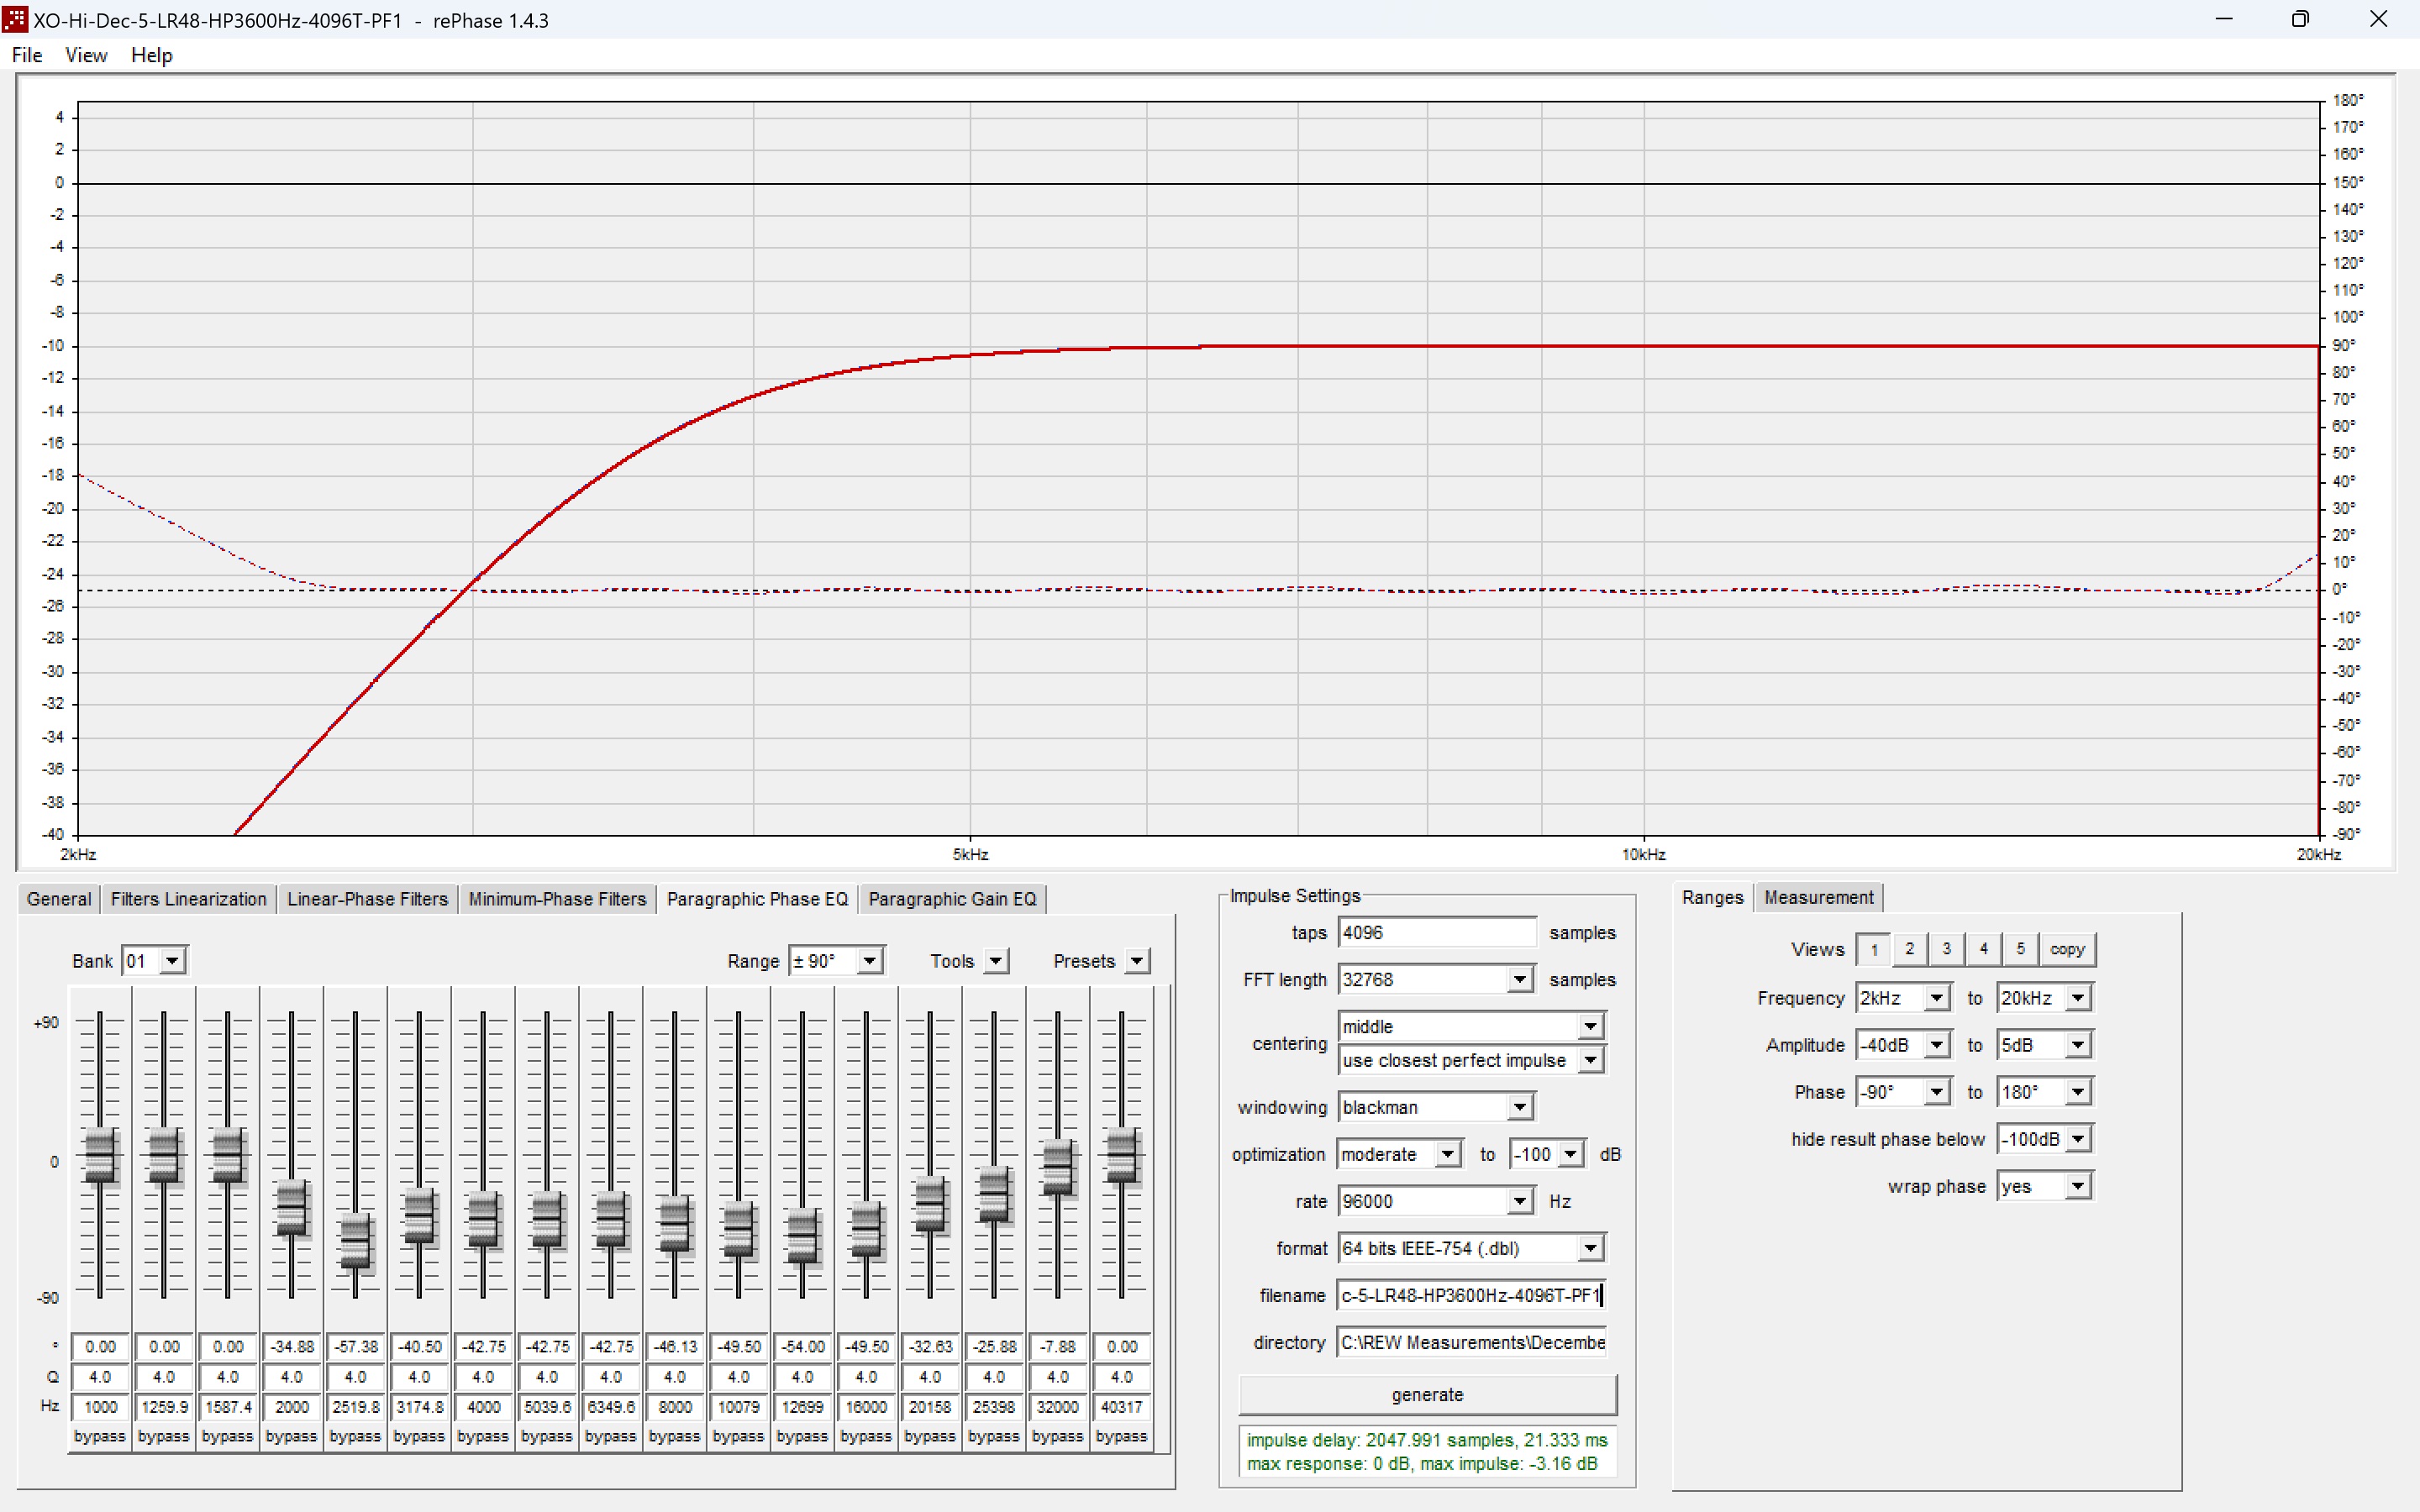 XO-Hi-Dec-5-LR48-HP3600Hz-4096T-PF1 - rePhase 1.4.3
File View Help
4 180°
170°
2 160°
0 150°
-2 140°
-4 130°
-6 120°
110°
-8 100°
-10 90°
-12 80°
-14 70°
-16 60°
-18 50°
40°
-20 30°
-22 20°
-24 10°
0°
-26 -10°
-28 -20°
-30 -30°
-32 -40°
-34 -50°
-36 -60°
-70°
-38 -80°
-40 -90°
2kHz 5kHz 10kHz 20kHz
General Filters Linearization Linear-Phase Filters Minimum-Phase Filters Paragraphic Phase EQ Paragraphic Gain EQ
Bank 01 Range ± 90° Tools Presets
+90
0
-90
° 0.00 0.00 0.00 -34.88 -57.38 -40.50 -42.75 -42.75 -42.75 -46.13 -49.50 -54.00 -49.50 -32.63 -25.88 -7.88 0.00
Q 4.0 4.0 4.0 4.0 4.0 4.0 4.0 4.0 4.0 4.0 4.0 4.0 4.0 4.0 4.0 4.0 4.0
Hz 1000 1259.9 1587.4 2000 2519.8 3174.8 4000 5039.6 6349.6 8000 10079 12699 16000 20158 25398 32000 40317
bypass bypass bypass bypass bypass bypass bypass bypass bypass bypass bypass bypass bypass bypass bypass bypass bypass
Impulse Settings
taps 4096 samples
FFT length 32768 samples
centering middle
use closest perfect impulse
windowing blackman
optimization moderate to -100 dB
rate 96000 Hz
format 64 bits IEEE-754 (.dbl)
filename c-5-LR48-HP3600Hz-4096T-PF1
directory C:\REW Measurements\Decembe
generate
impulse delay: 2047.991 samples, 21.333 ms
max response: 0 dB, max impulse: -3.16 dB
Ranges Measurement
Views 1 2 3 4 5 copy
Frequency 2kHz to 20kHz
Amplitude -40dB to 5dB
Phase -90° to 180°
hide result phase below -100dB
wrap phase yes